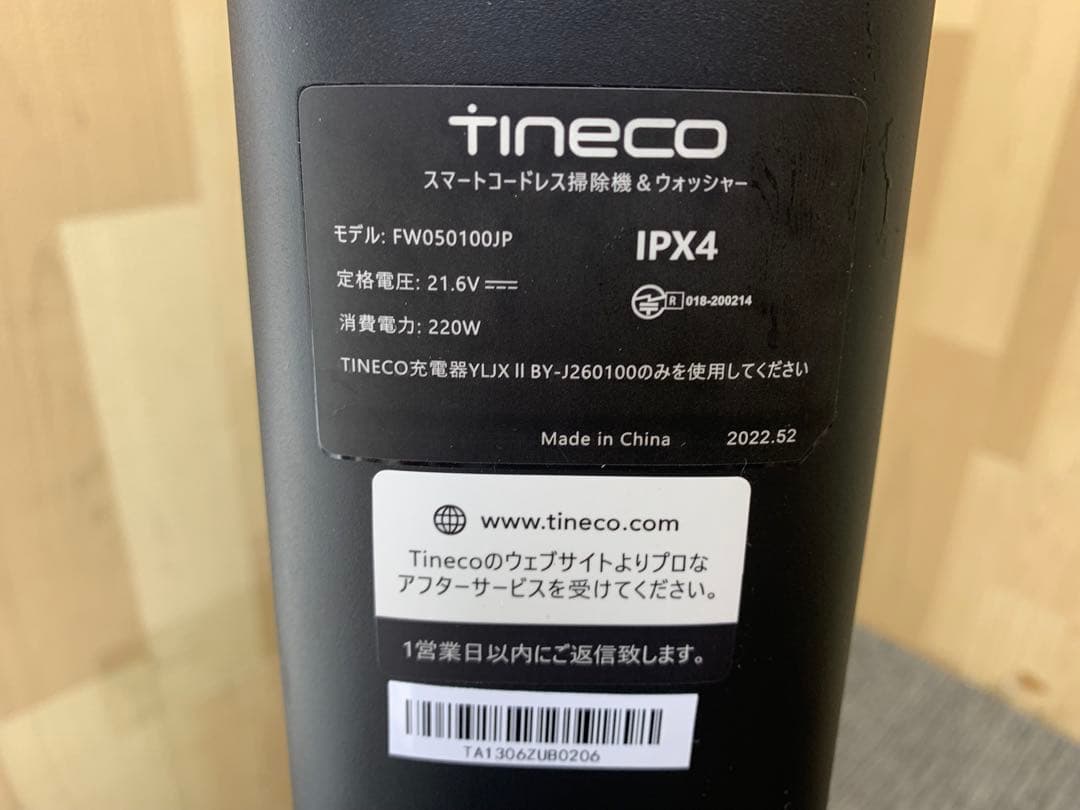 TINECO
スマートコードレス掃除機＆ウォッシャー
モデル: FW050100JP
IPX4
定格電圧: 21.6V
R 018-200214
消費電力: 220W
TINECO充電器YLJXⅡBY-J260100のみを使用してください
Made in China 2022.52
www.tineco.com
Tinecoのウェブサイトよりプロな
アフターサービスを受けてください。
1営業日以内にご返信致します。
TA1306ZUB0206